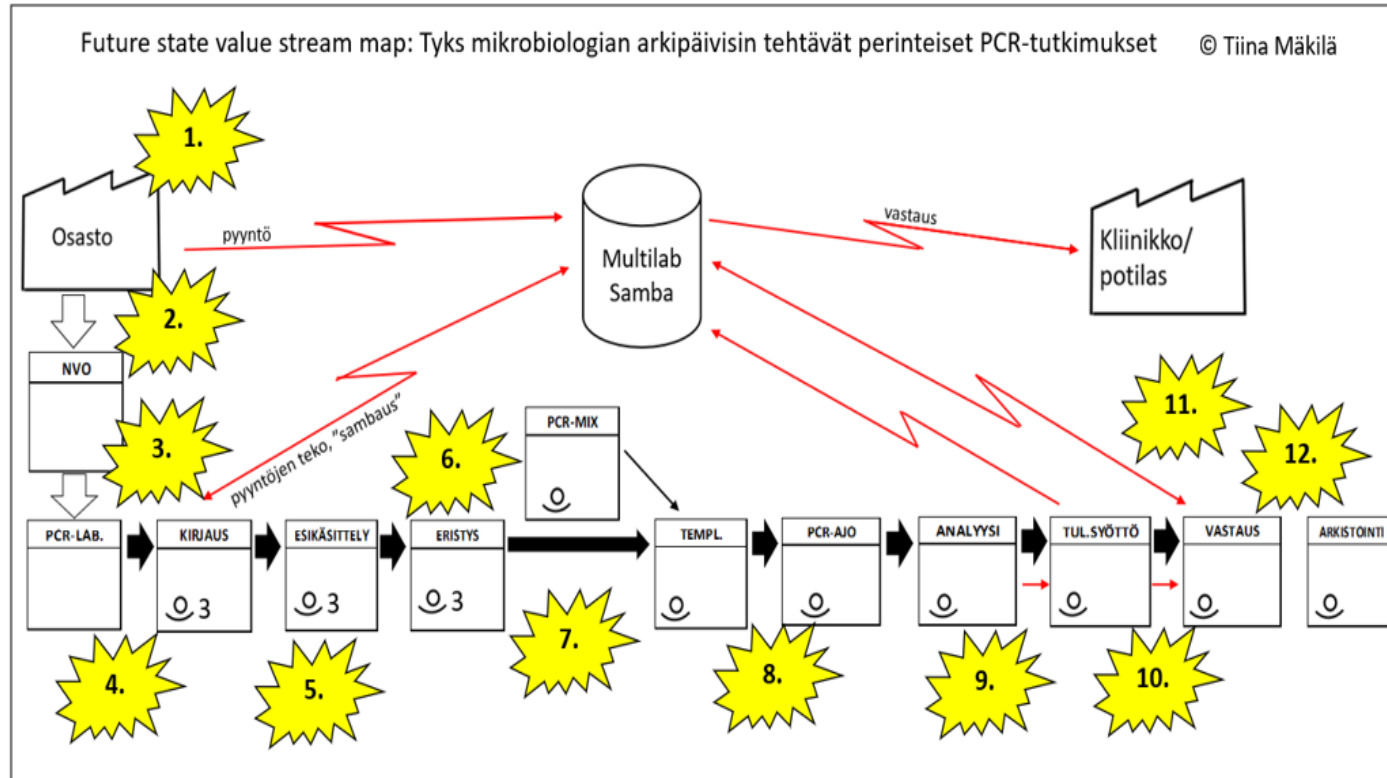 Future state value stream map: Tyks mikrobiologian arkipäivisin tehtävät perinteiset PCR-tutkimukset © Tiina Mäkilä
1.
Osasto
pyyntö
Multilab
Samba
vastaus
Kliinikko/
potilas
2.
NVO
3.
pyyntöjen teko, ”sambaus”
6.
PCR-MIX
11.
12.
PCR-LAB.
KIRJAUS
3
ESIKÄSITTELY
3
ERISTYS
3
TEMPL.
PCR-AJO
ANALYYSI
TUL.SYÖTTÖ
VASTAUS
ARKISTOINTI
4.
5.
7.
8.
9.
10.